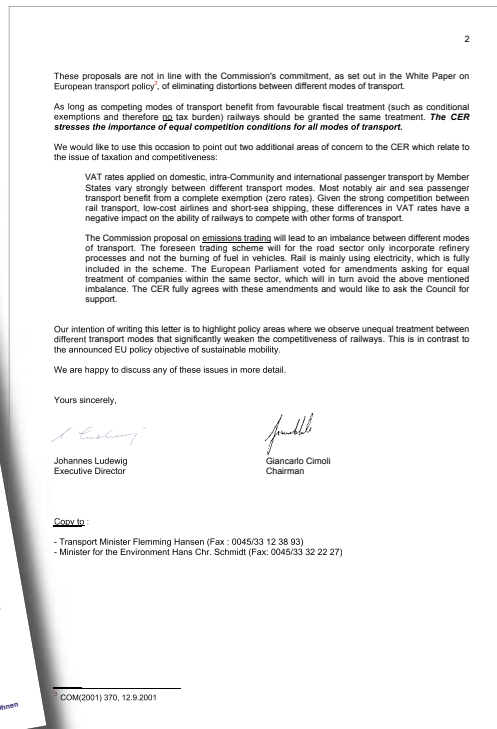 2
These proposals are not in line with the Commission's commitment, as set out in the White Paper on
European transport policy³, of eliminating distortions between different modes of transport.
As long as competing modes of transport benefit from favourable fiscal treatment (such as conditional
exemptions and therefore no tax burden) railways should be granted the same treatment. The CER
stresses the importance of equal competition conditions for all modes of transport.
We would like to use this occasion to point out two additional areas of concern to the CER which relate to
the issue of taxation and competitiveness:
VAT rates applied on domestic, intra-Community and international passenger transport by Member
States vary strongly between different transport modes. Most notably air and sea passenger
transport benefit from a complete exemption (zero rates). Given the strong competition between
rail transport, low-cost airlines and short-sea shipping, these differences in VAT rates have a
negative impact on the ability of railways to compete with other forms of transport.
The Commission proposal on emissions trading will lead to an imbalance between different modes
of transport. The foreseen trading scheme will for the road sector only incorporate refinery
processes and not the burning of fuel in vehicles. Rail is mainly using electricity, which is fully
included in the scheme. The European Parliament voted for amendments asking for equal
treatment of companies within the same sector, which will in turn avoid the above mentioned
imbalance. The CER fully agrees with these amendments and would like to ask the Council for
support.
Our intention of writing this letter is to highlight policy areas where we observe unequal treatment between
different transport modes that significantly weaken the competitiveness of railways. This is in contrast to
the announced EU policy objective of sustainable mobility.
We are happy to discuss any of these issues in more detail.
Yours sincerely,
Johannes Ludewig Giancarlo Cimoli
Executive Director Chairman
Copy to :
- Transport Minister Flemming Hansen (Fax : 0045/33 12 38 93)
- Minister for the Environment Hans Chr. Schmidt (Fax: 0045/33 32 22 27)
³ COM(2001) 370, 12.9.2001